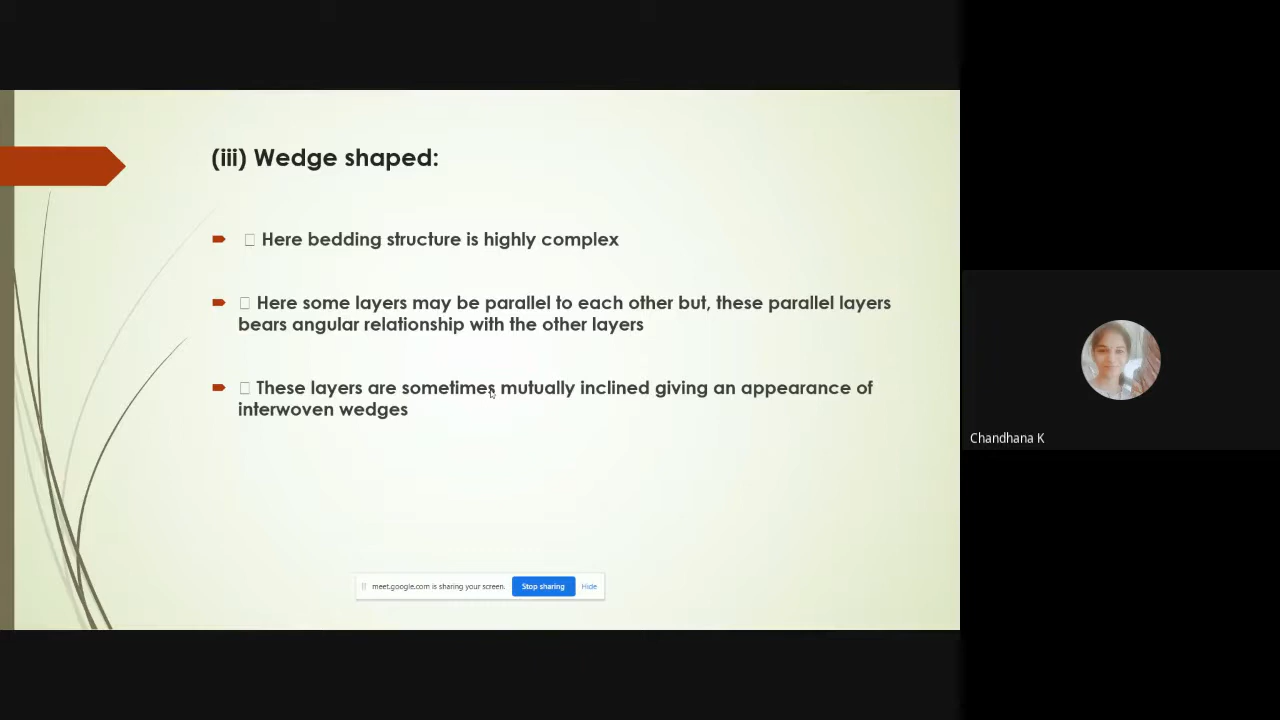 (iii) Wedge shaped:
Here bedding structure is highly complex
Here some layers may be parallel to each other but, these parallel layers
bears angular relationship with the other layers
These layers are sometimes mutually inclined giving an appearance of
interwoven wedges
meet.google.com is sharing your screen. Stop sharing Hide
Chandhana K